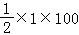 1/2 × 1 × 100